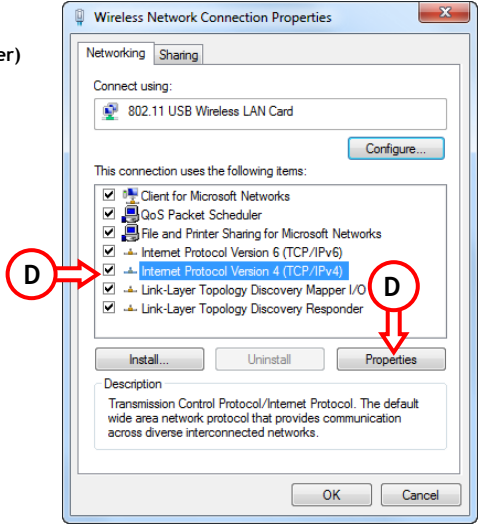 Wireless Network Connection Properties
er)
Networking Sharing
Connect using:
802.11 USB Wireless LAN Card
Configure...
This connection uses the following items:
Client for Microsoft Networks
QoS Packet Scheduler
File and Printer Sharing for Microsoft Networks
Internet Protocol Version 6 (TCP/IPv6)
D
Internet Protocol Version 4 (TCP/IPv4)
Link-Layer Topology Discovery Mapper I/O
D
Link-Layer Topology Discovery Responder
Install... Uninstall Properties
Description
Transmission Control Protocol/Internet Protocol. The default
wide area network protocol that provides communication
across diverse interconnected networks.
OK Cancel